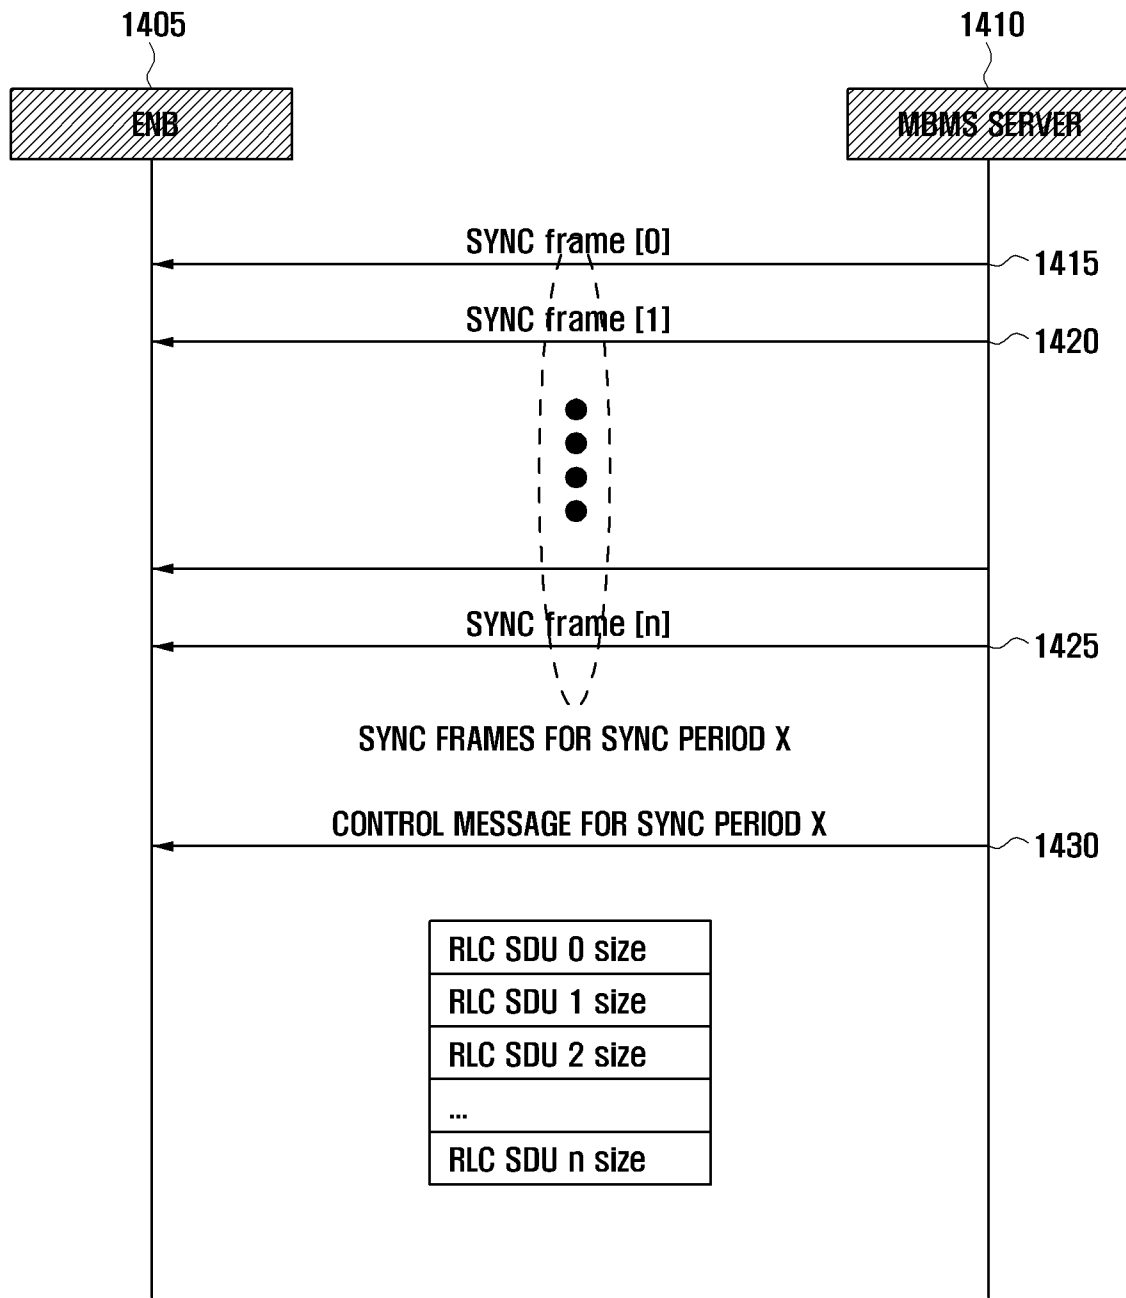 1405
1410
ENB
MBMS SERVER
SYNC frame [0]
1415
SYNC frame [1]
1420
SYNC frame [n]
1425
SYNC FRAMES FOR SYNC PERIOD X
CONTROL MESSAGE FOR SYNC PERIOD X
1430
RLC SDU 0 size
RLC SDU 1 size
RLC SDU 2 size
...
RLC SDU n size